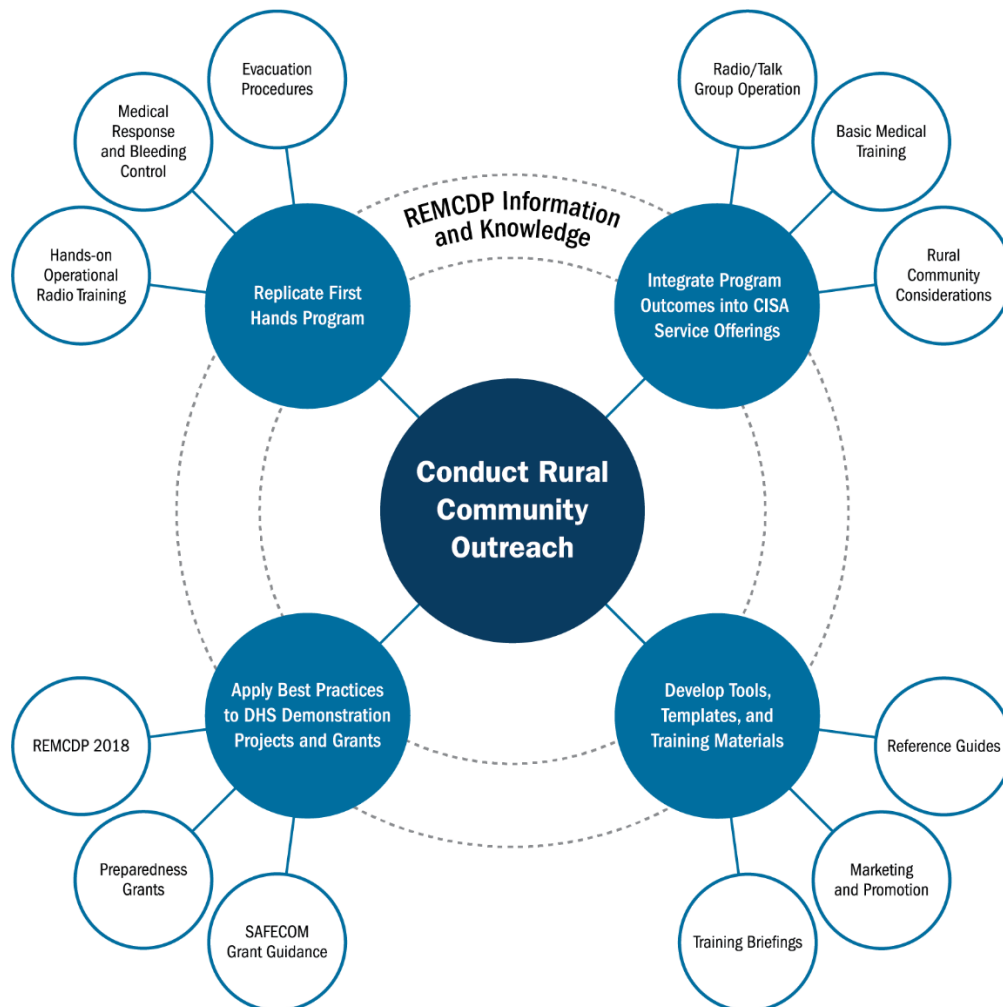 Evacuation
Procedures
Medical
Response
and Bleeding
Control
Hands-on
Operational
Radio Training
Replicate First
Hands Program
REMCDP Information
and Knowledge
Radio/Talk
Group Operation
Basic Medical
Training
Rural
Community
Considerations
Integrate Program
Outcomes into CISA
Service Offerings
Conduct Rural
Community
Outreach
Apply Best Practices
to DHS Demonstration
Projects and Grants
REMCDP 2018
Preparedness
Grants
SAFECOM
Grant Guidance
Develop Tools,
Templates, and
Training Materials
Reference Guides
Marketing
and Promotion
Training Briefings